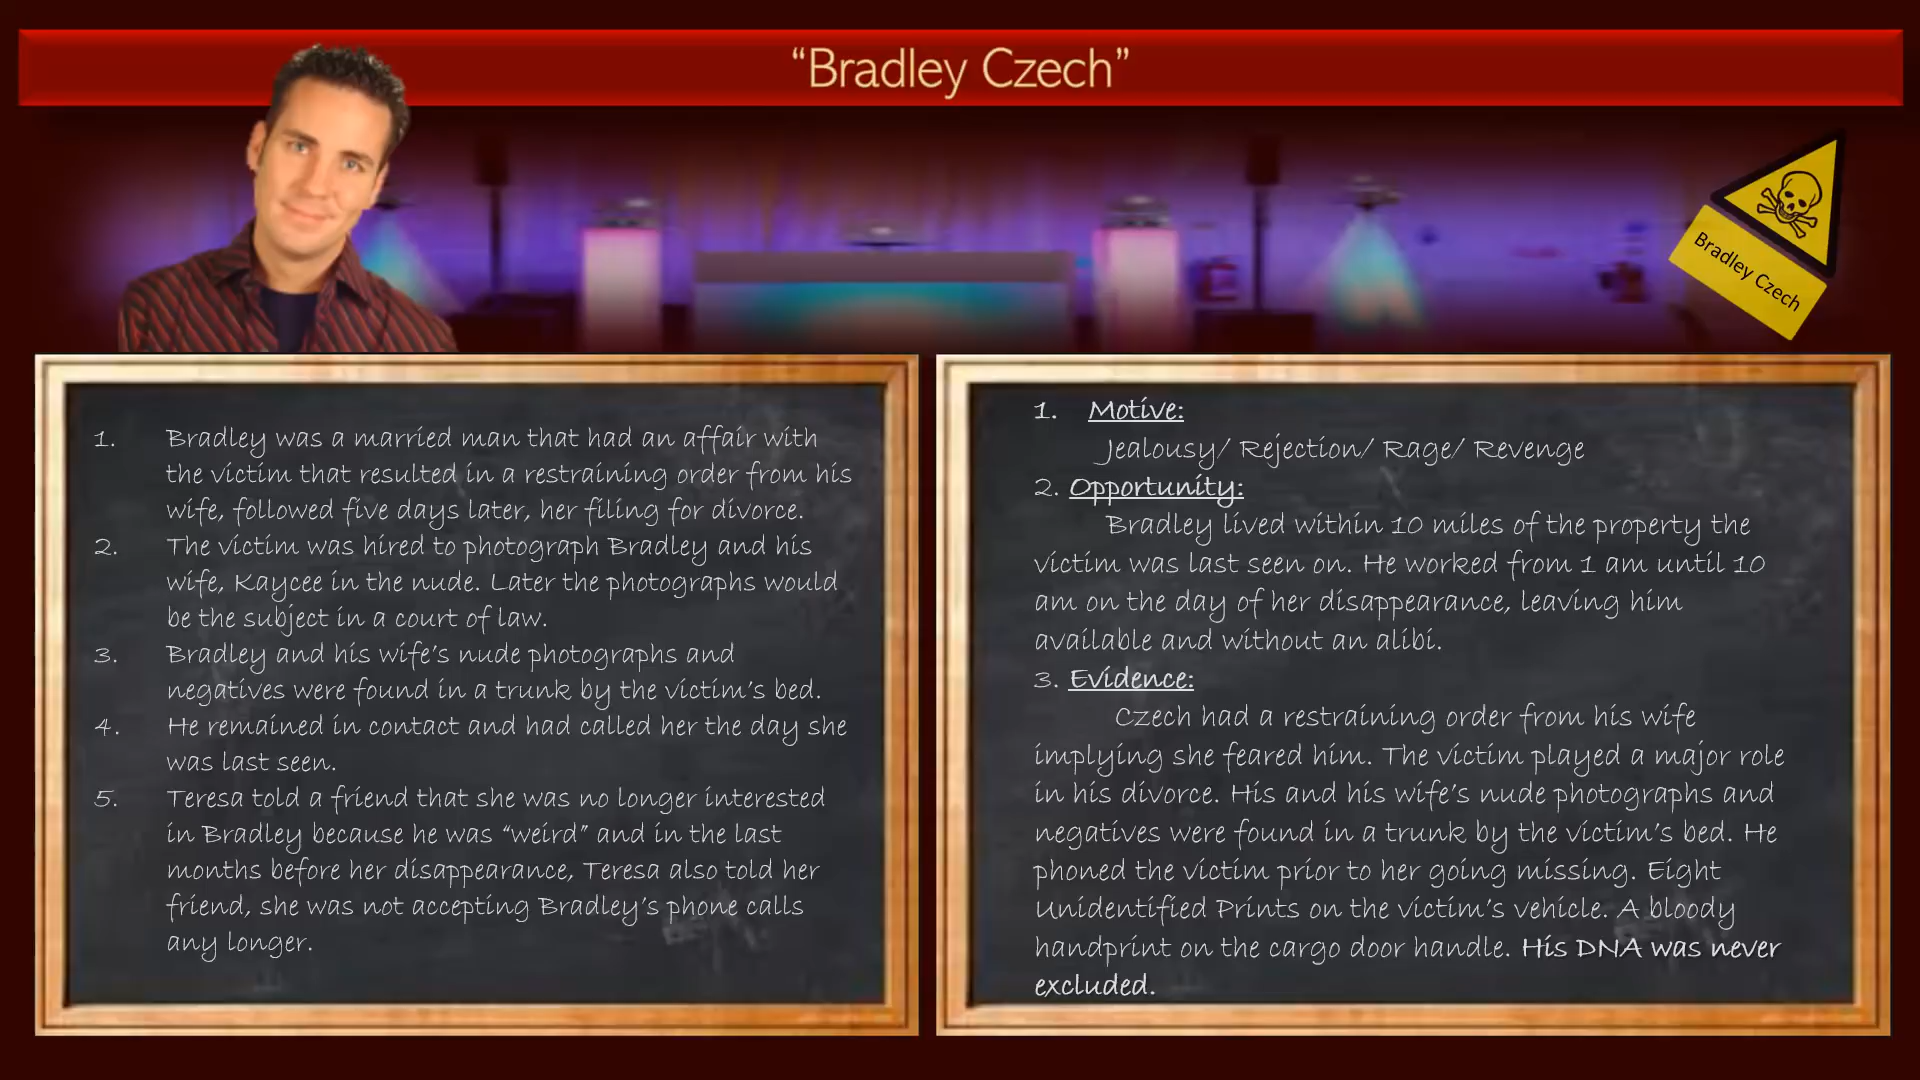 “Bradley Czech”
Bradley Czech
1. Bradley was a married man that had an affair with
the victim that resulted in a restraining order from his
wife, followed five days later, her filing for divorce.
2. The victim was hired to photograph Bradley and his
wife, Kaycee in the nude. Later the photographs would
be the subject in a court of law.
3. Bradley and his wife’s nude photographs and
negatives were found in a trunk by the victim’s bed.
4. He remained in contact and had called her the day she
was last seen.
5. Teresa told a friend that she was no longer interested
in Bradley because he was “weird” and in the last
months before her disappearance, Teresa also told her
friend, she was not accepting Bradley’s phone calls
any longer.
1. Motive:
Jealousy/ Rejection/ Rage/ Revenge
2. Opportunity:
Bradley lived within 10 miles of the property the
victim was last seen on. He worked from 1 am until 10
am on the day of her disappearance, leaving him
available and without an alibi.
3. Evidence:
Czech had a restraining order from his wife
implying she feared him. The victim played a major role
in his divorce. His and his wife’s nude photographs and
negatives were found in a trunk by the victim’s bed. He
phoned the victim prior to her going missing. Eight
Unidentified Prints on the victim’s vehicle. A bloody
handprint on the cargo door handle. His DNA was never
excluded.